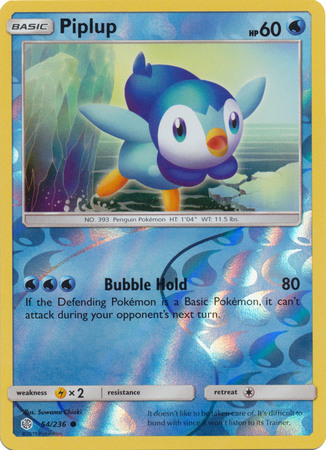 BASIC Piplup HP 60
NO. 393 Penguin Pokémon HT: 1'04" WT: 11.5 lbs.
Bubble Hold 80
If the Defending Pokémon is a Basic Pokémon, it can't
attack during your opponent's next turn.
weakness ×2 resistance retreat
Illus. Suwama Chiaki
54/236
It doesn't like to be taken care of. It's difficult to
bond with since it won't listen to its Trainer.